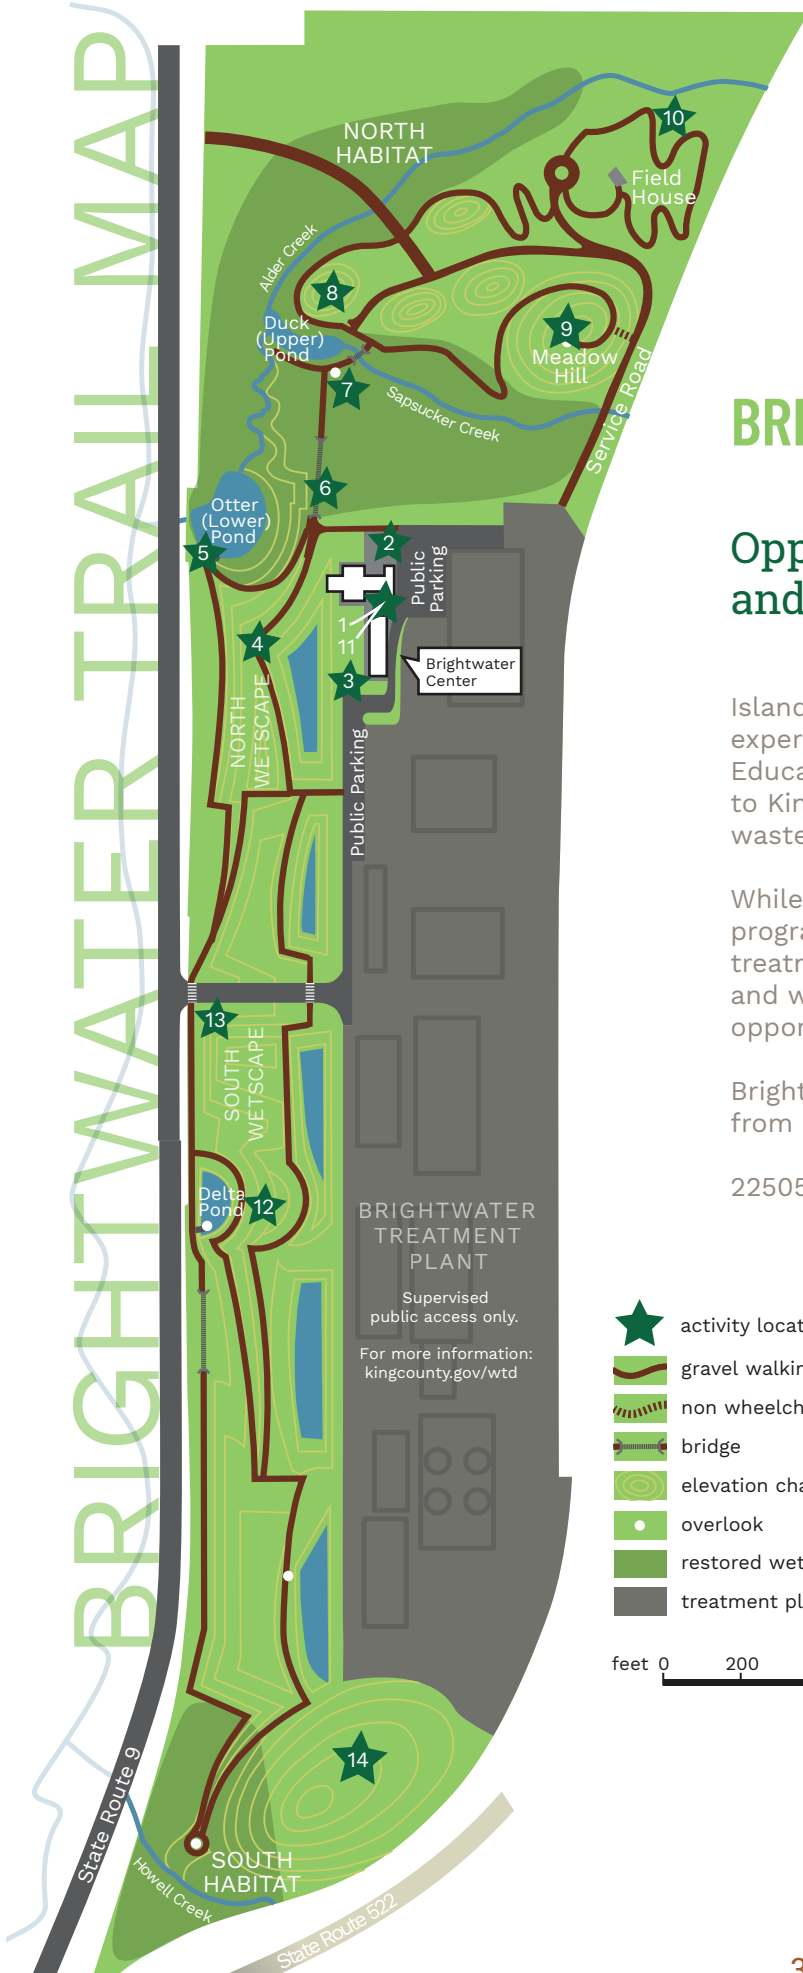 BRIGHTWATER TRAIL MAP
NORTH
HABITAT
10
Field
House
Alder Creek
8
Duck
(Upper)
Pond
9
Meadow
Hill
7
Sapsucker Creek
Service Road
6
Otter
(Lower)
Pond
5
2
Public
Parking
1
11
4
3
Brightwater
Center
NORTH
WETSCAPE
Public Parking
13
SOUTH
WETSCAPE
Delta
Pond
12
BRIGHTWATER
TREATMENT
PLANT
Supervised
public access only.
For more information:
kingcounty.gov/wtd
14
SOUTH
HABITAT
Howell Creek
State Route 9
State Route 522
BRI
Opp
and
Island
exper
Educa
to Kin
waste
While
progra
treatm
and w
oppor
Bright
from
22505
activity locat
gravel walkin
non wheelch
bridge
elevation cha
overlook
restored wet
treatment pl
feet 0 200
3